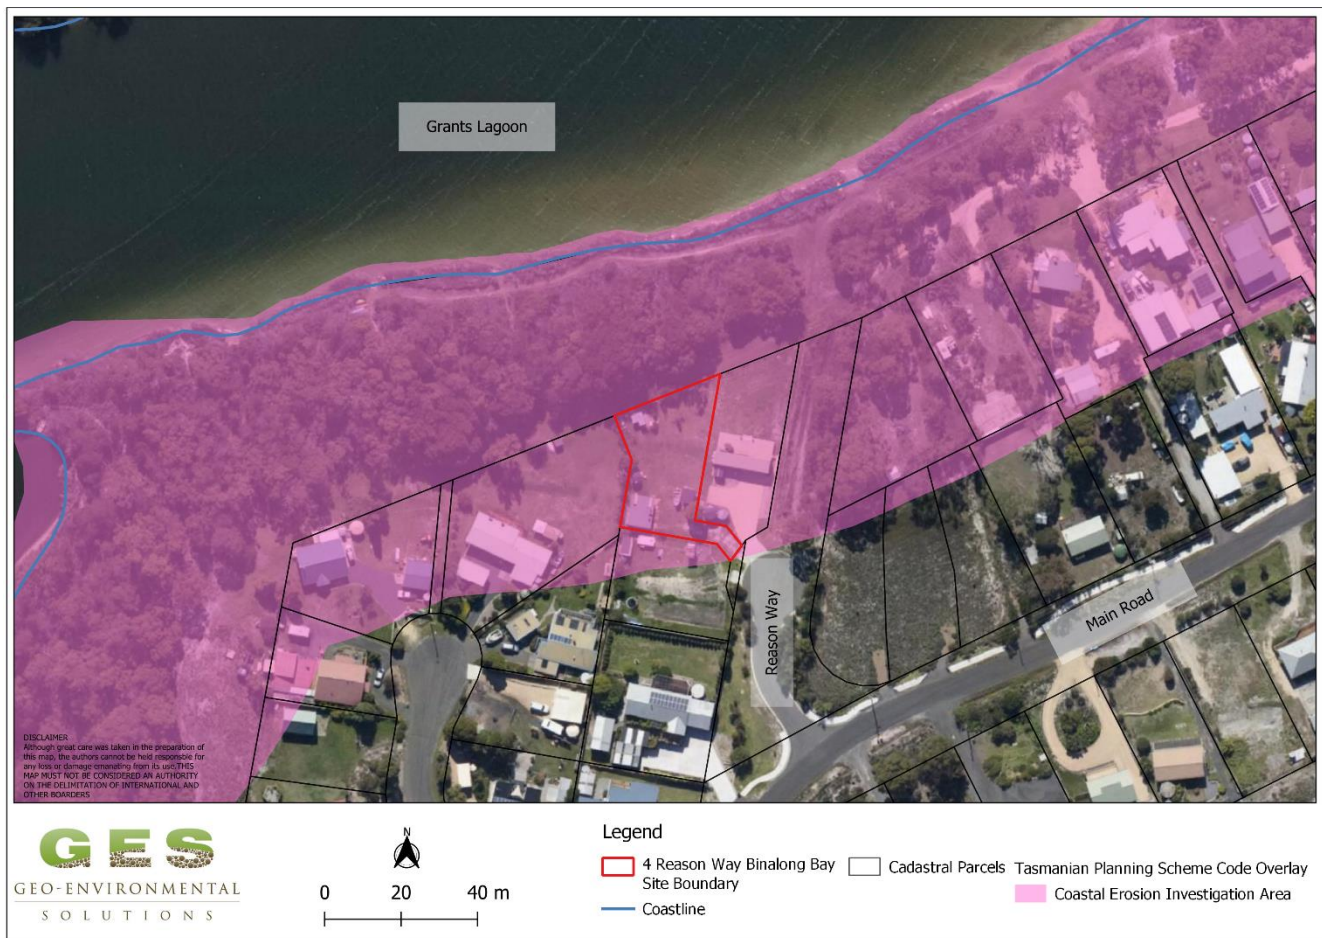 Grants Lagoon
Reason Way
Main Road
DISCLAIMER
Although great care was taken in the preparation of
this map, the authors cannot be held responsible for
any loss or damage emanating from its use.THIS
MAP MUST NOT BE CONSIDERED AN AUTHORITY
ON THE DELIMITATION OF INTERNATIONAL AND
OTHER BOARDERS
GES
GEO-ENVIRONMENTAL
SOLUTIONS
N
0 20 40 m
Legend
4 Reason Way Binalong Bay
Site Boundary
Coastline
Cadastral Parcels
Tasmanian Planning Scheme Code Overlay
Coastal Erosion Investigation Area